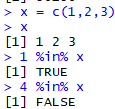 > x = c(1,2,3)
> x
[1] 1 2 3
> 1 %in% x
[1] TRUE
> 4 %in% x
[1] FALSE